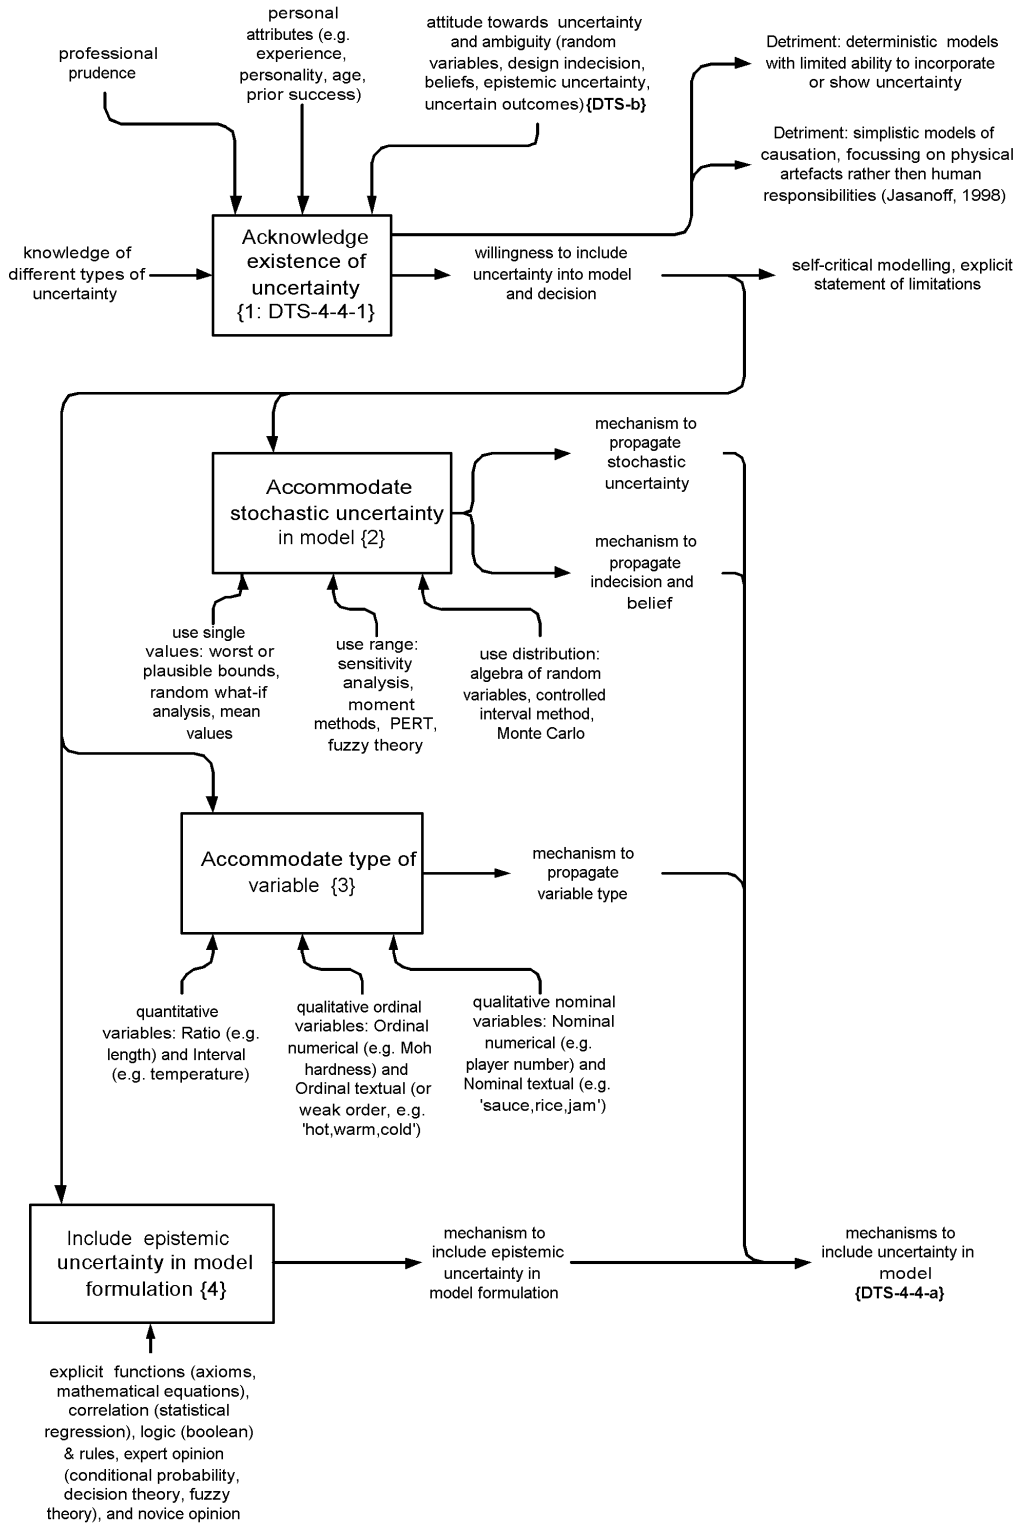 professional
prudence
personal
attributes (e.g.
experience,
personality, age,
prior success)
attitude towards uncertainty
and ambiguity (random
variables, design indecision,
beliefs, epistemic uncertainty,
uncertain outcomes){DTS-b}
Detriment: deterministic models
with limited ability to incorporate
or show uncertainty
Detriment: simplistic models of
causation, focussing on physical
artefacts rather then human
responsibilities (Jasanoff, 1998)
knowledge of
different types of
uncertainty
Acknowledge
existence of
uncertainty
{1: DTS-4-4-1}
willingness to include
uncertainty into model
and decision
self-critical modelling, explicit
statement of limitations
Accommodate
stochastic uncertainty
in model {2}
mechanism to
propagate
stochastic
uncertainty
mechanism to
propagate
indecision and
belief
use single
values: worst or
plausible bounds,
random what-if
analysis, mean
values
use range:
sensitivity
analysis,
moment
methods, PERT,
fuzzy theory
use distribution:
algebra of random
variables, controlled
interval method,
Monte Carlo
Accommodate type of
variable {3}
mechanism to
propagate
variable type
quantitative
variables: Ratio (e.g.
length) and Interval
(e.g. temperature)
qualitative ordinal
variables: Ordinal
numerical (e.g. Moh
hardness) and
Ordinal textual (or
weak order, e.g.
'hot,warm,cold')
qualitative nominal
variables: Nominal
numerical (e.g.
player number) and
Nominal textual (e.g.
'sauce,rice,jam')
Include epistemic
uncertainty in model
formulation {4}
mechanism to
include epistemic
uncertainty in
model formulation
mechanisms to
include uncertainty in
model
{DTS-4-4-a}
explicit functions (axioms,
mathematical equations),
correlation (statistical
regression), logic (boolean)
& rules, expert opinion
(conditional probability,
decision theory, fuzzy
theory), and novice opinion